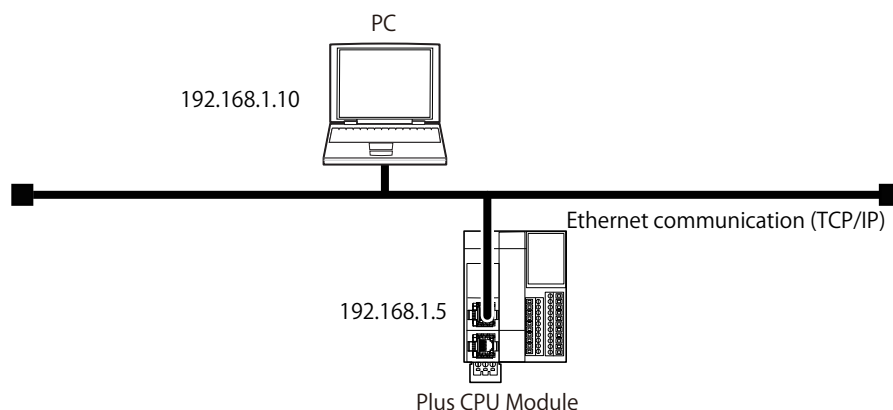 PC
192.168.1.10
Ethernet communication (TCP/IP)
192.168.1.5
Plus CPU Module